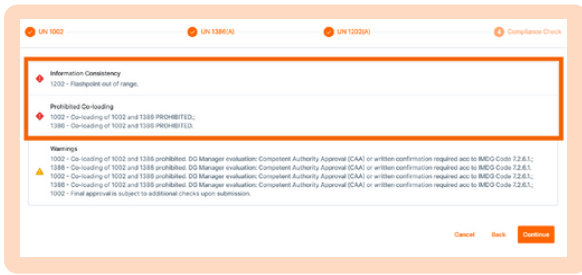 UN 1002
UN 1386(A)
UN 1202(A)
4 Compliance Check
Information Consistency
1202 - Flashpoint out of range.
Prohibited Co-loading
1002 - Co-loading of 1002 and 1386 PROHIBITED.;
1386 - Co-loading of 1002 and 1386 PROHIBITED.
Warnings
1002 - Co-loading of 1002 and 1386 prohibited. DG Manager evaluation: Competent Authority Approval (CAA) or written confirmation required acc to IMDG Code 7.2.6.1.;
1386 - Co-loading of 1002 and 1386 prohibited. DG Manager evaluation: Competent Authority Approval (CAA) or written confirmation required acc to IMDG Code 7.2.6.1.
1002 - Co-loading of 1002 and 1386 prohibited. DG Manager evaluation: Competent Authority Approval (CAA) or written confirmation required acc to IMDG Code 7.2.6.1.;
1386 - Co-loading of 1002 and 1386 prohibited. DG Manager evaluation: Competent Authority Approval (CAA) or written confirmation required acc to IMDG Code 7.2.6.1.;
1002 - Final approval is subject to additional checks upon submission.
Cancel
Back
Continue